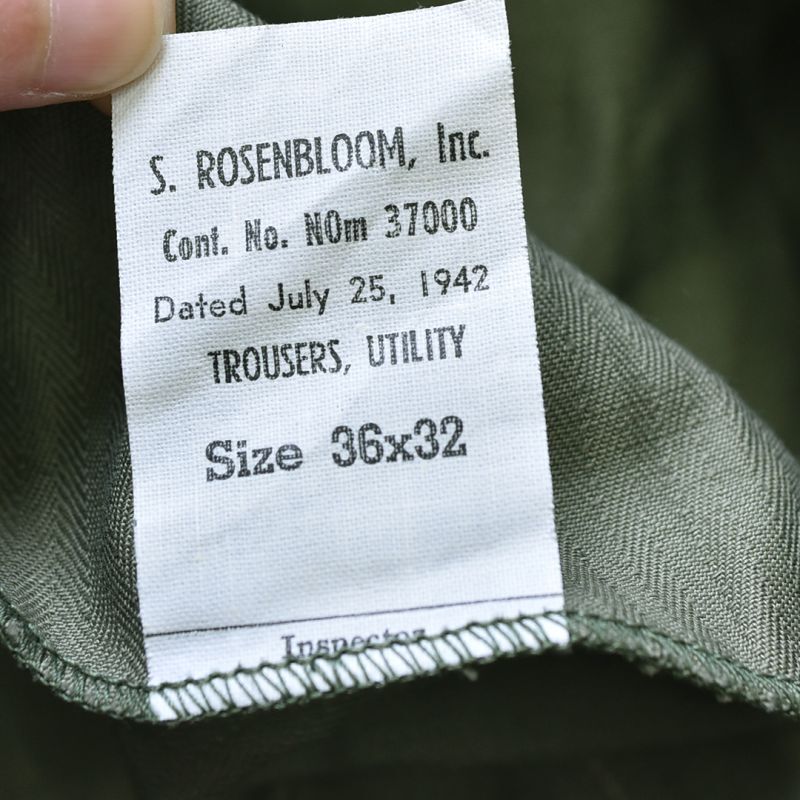 S. ROSENBLOOM, Inc.
Cont. No. NOm 37000
Dated July 25, 1942
TROUSERS, UTILITY
Size 36x32
Inspector